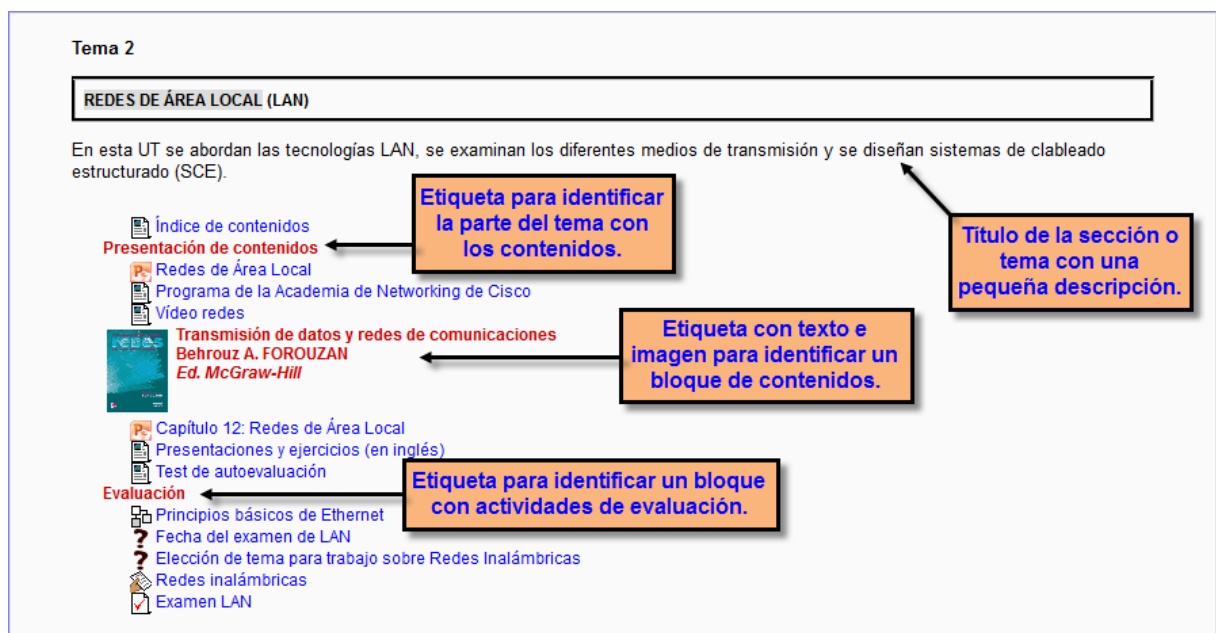 Tema 2
REDES DE ÁREA LOCAL (LAN)
En esta UT se abordan las tecnologías LAN, se examinan los diferentes medios de transmisión y se diseñan sistemas de clableado
estructurado (SCE).
Etiqueta para identificar
la parte del tema con
los contenidos.
Título de la sección o
tema con una
pequeña descripción.
Índice de contenidos
Presentación de contenidos
Redes de Área Local
Programa de la Academia de Networking de Cisco
Vídeo redes
redes
Transmisión de datos y redes de comunicaciones
Behrouz A. FOROUZAN
Ed. McGraw-Hill
Etiqueta con texto e
imagen para identificar un
bloque de contenidos.
Capítulo 12: Redes de Área Local
Presentaciones y ejercicios (en inglés)
Test de autoevaluación
Evaluación
Etiqueta para identificar un bloque
con actividades de evaluación.
Principios básicos de Ethernet
Fecha del examen de LAN
Elección de tema para trabajo sobre Redes Inalámbricas
Redes inalámbricas
Examen LAN